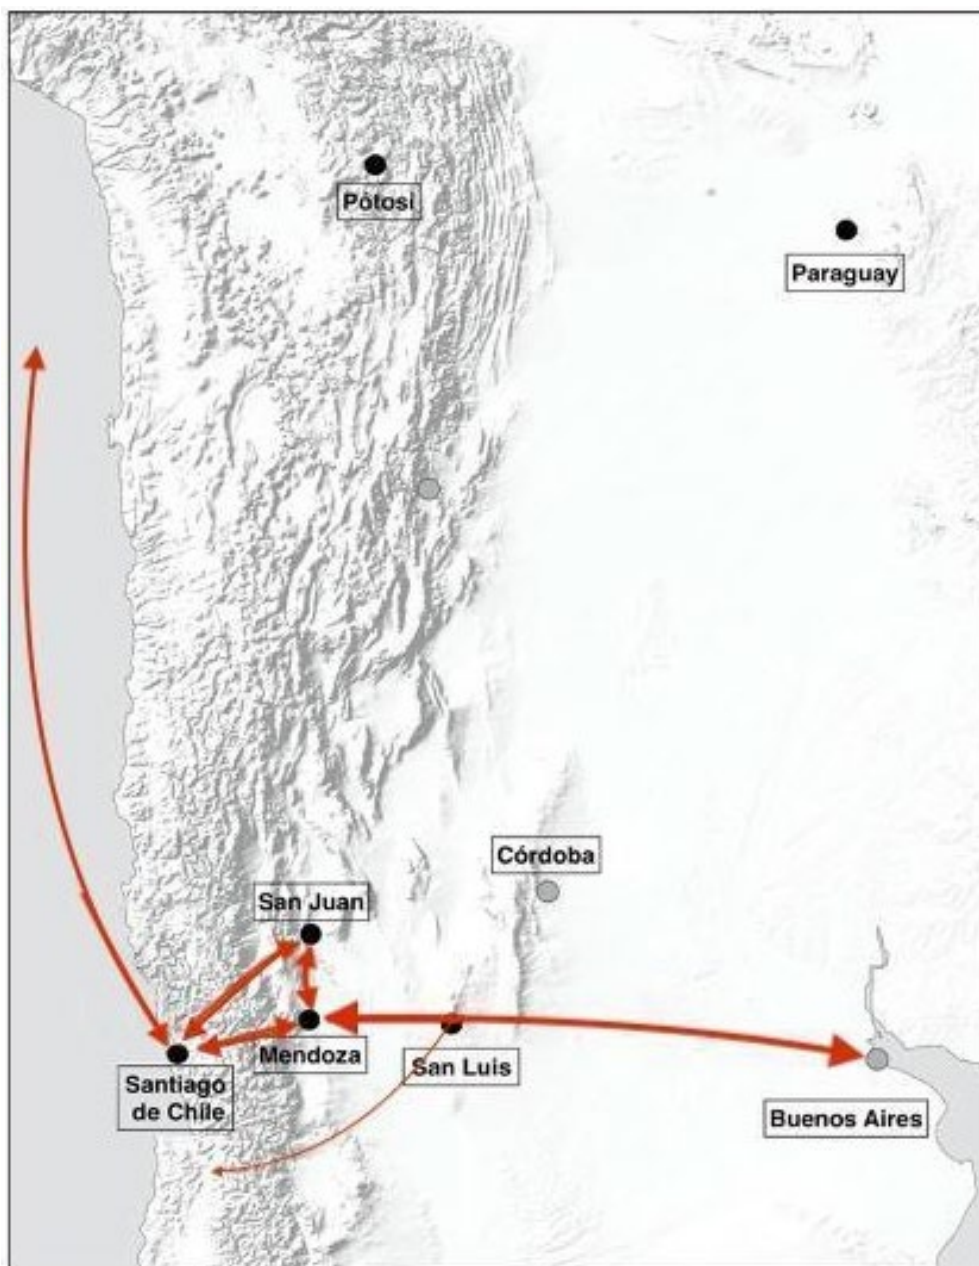 Pótosi
Paraguay
Córdoba
San Juan
Mendoza
San Luis
Santiago
de Chile
Buenos Aires